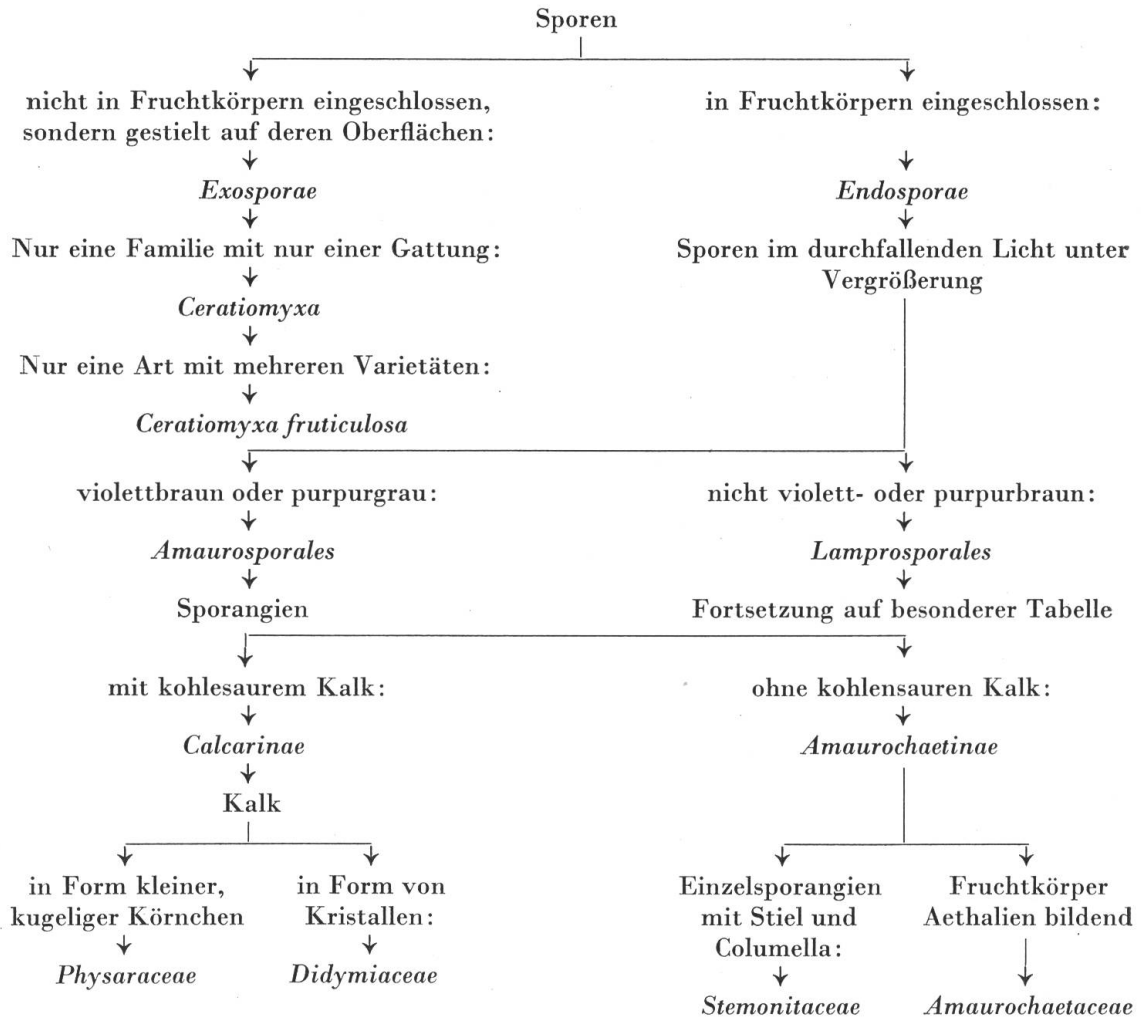 Sporen
nicht in Fruchtkörpern eingeschlossen,
sondern gestielt auf deren Oberflächen:
in Fruchtkörpern eingeschlossen:
Exosporae
Endosporae
Nur eine Familie mit nur einer Gattung:
Sporen im durchfallenden Licht unter
Vergrößerung
Ceratiomyxa
Nur eine Art mit mehreren Varietäten:
Ceratiomyxa fruticulosa
violettbraun oder purpurgrau:
nicht violett- oder purpurbraun:
Amaurosporales
Lamprosporales
Sporangien
Fortsetzung auf besonderer Tabelle
mit kohlesaurem Kalk:
ohne kohlensauren Kalk:
Calcarinae
Amaurochaetinae
Kalk
in Form kleiner,
kugeliger Körnchen
in Form von
Kristallen:
Einzelsporangien
mit Stiel und
Columella:
Fruchtkörper
Aethalien bildend
Physaraceae
Didymiaceae
Stemonitaceae
Amaurochaetaceae